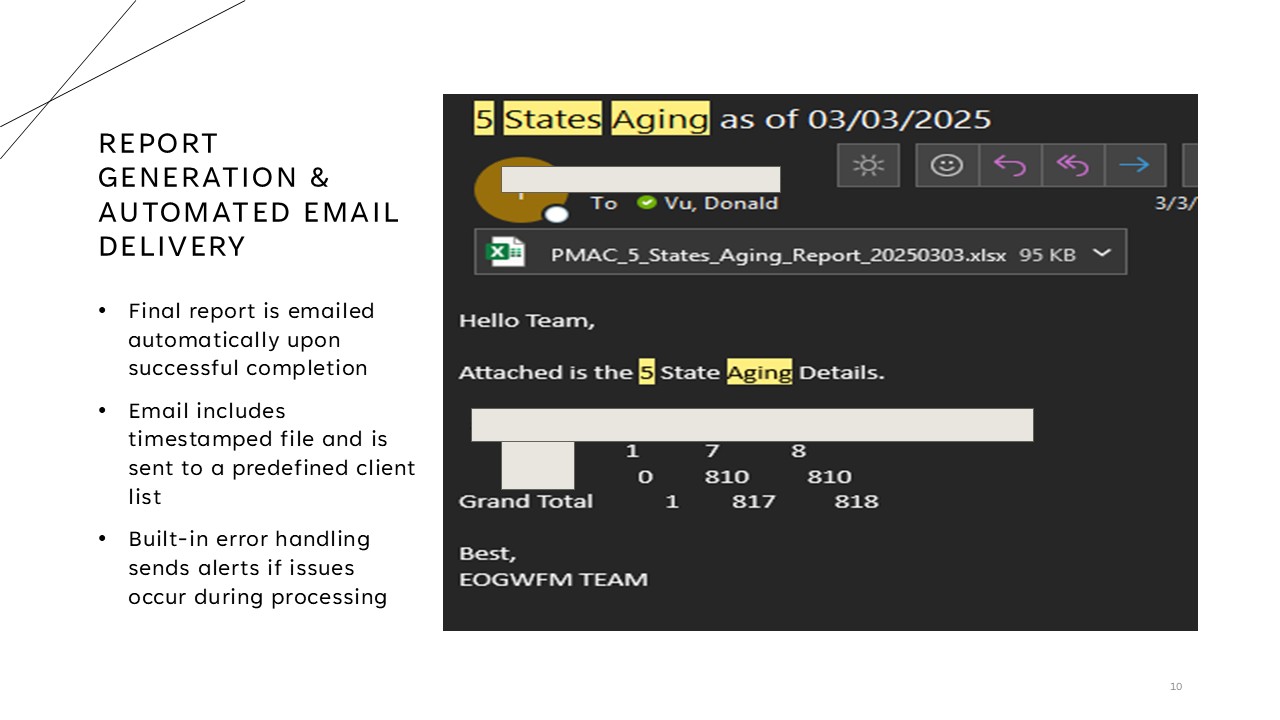 REPORT
GENERATION &
AUTOMATED EMAIL
DELIVERY
• Final report is emailed
automatically upon
successful completion
• Email includes
timestamped file and is
sent to a predefined client
list
• Built-in error handling
sends alerts if issues
occur during processing
5 States Aging as of 03/03/2025
To Vu, Donald
3/3/
PMAC_5_States_Aging_Report_20250303.xlsx 95 KB
Hello Team,
Attached is the 5 State Aging Details.
1 7 8
0 810 810
Grand Total 1 817 818
Best,
EOGWFM TEAM
10